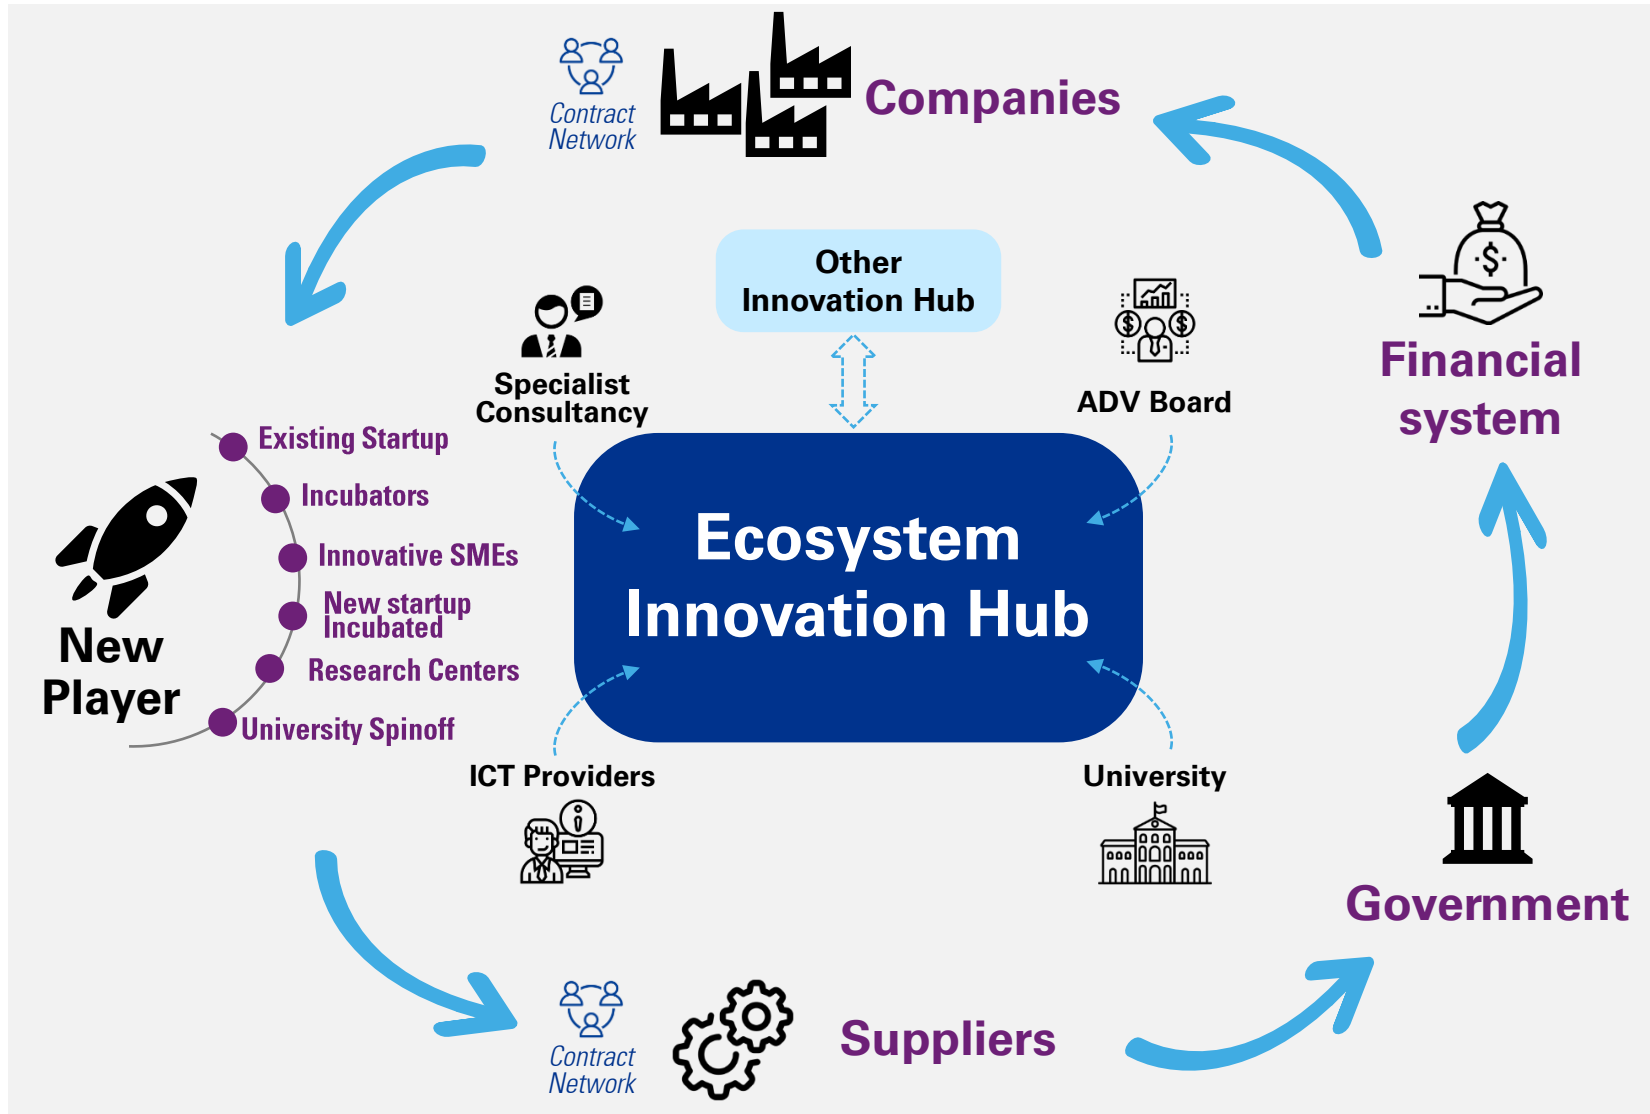 Contract
Network
Companies
Other
Innovation Hub
Specialist
Consultancy
ADV Board
Financial
system
Existing Startup
Incubators
Innovative SMEs
New startup
Incubated
Research Centers
University Spinoff
New
Player
Ecosystem
Innovation Hub
ICT Providers
University
Government
Contract
Network
Suppliers